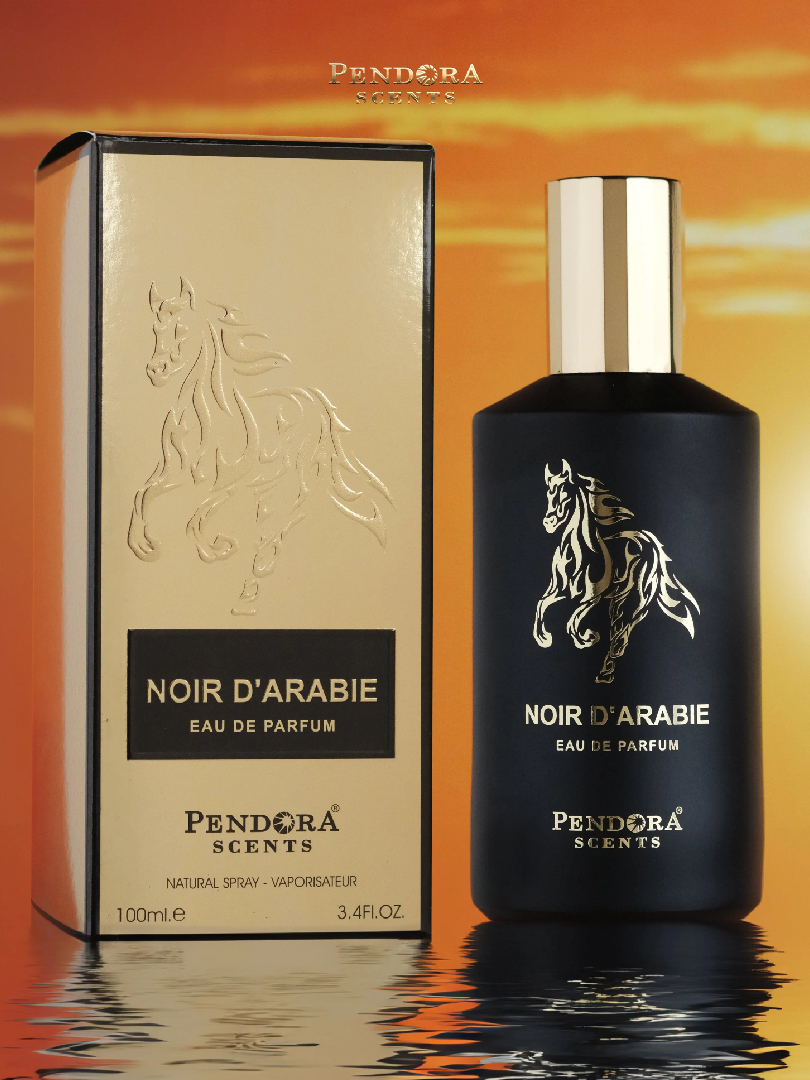 PENDORA
SCENTS
NOIR D'ARABIE
EAU DE PARFUM
PENDORA®
SCENTS
NATURAL SPRAY - VAPORISATEUR
100ml.e 3.4Fl.OZ.
NOIR D'ARABIE
EAU DE PARFUM
PENDORA®
SCENTS